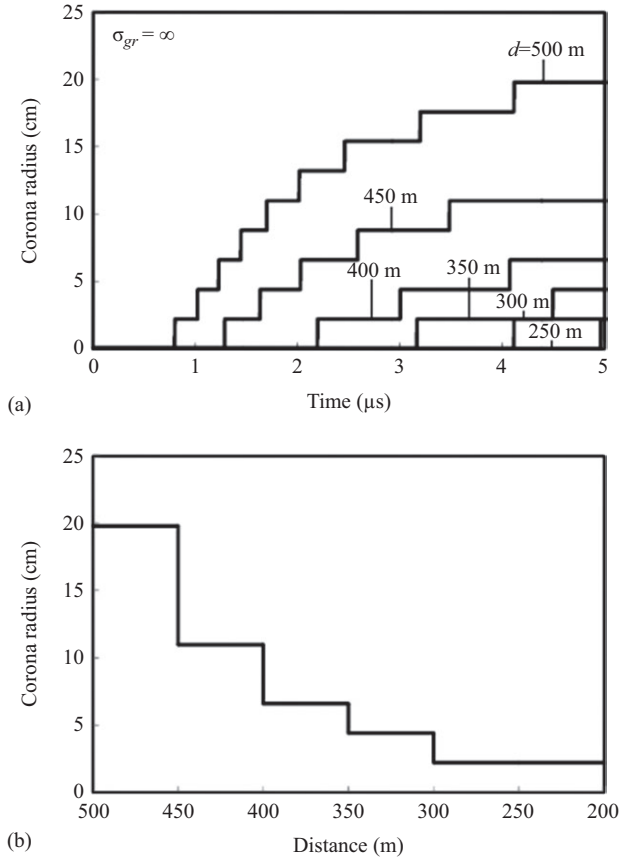 σgr = ∞
d=500 m
450 m
400 m
350 m
300 m
250 m
25
20
15
10
5
0
Corona radius (cm)
0 1 2 3 4 5
Time (µs)
(a)
25
20
15
10
5
0
Corona radius (cm)
500 450 400 350 300 200
Distance (m)
(b)